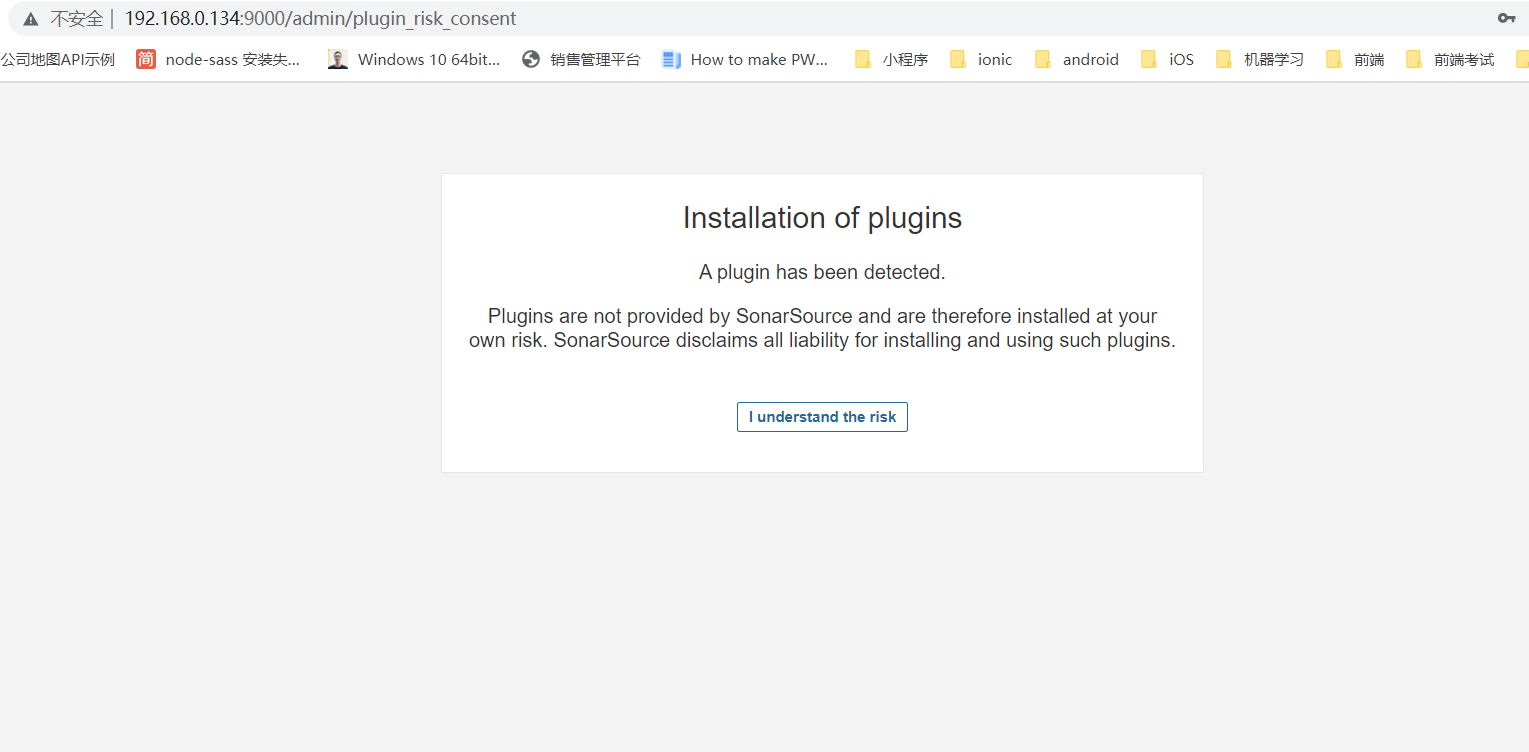 不安全 | 192.168.0.134:9000/admin/plugin_risk_consent
公司地图API示例 简 node-sass 安装失... Windows 10 64bit... 销售管理平台 How to make PW... 小程序 ionic android iOS 机器学习 前端 前端考试
Installation of plugins
A plugin has been detected.
Plugins are not provided by SonarSource and are therefore installed at your
own risk. SonarSource disclaims all liability for installing and using such plugins.
I understand the risk